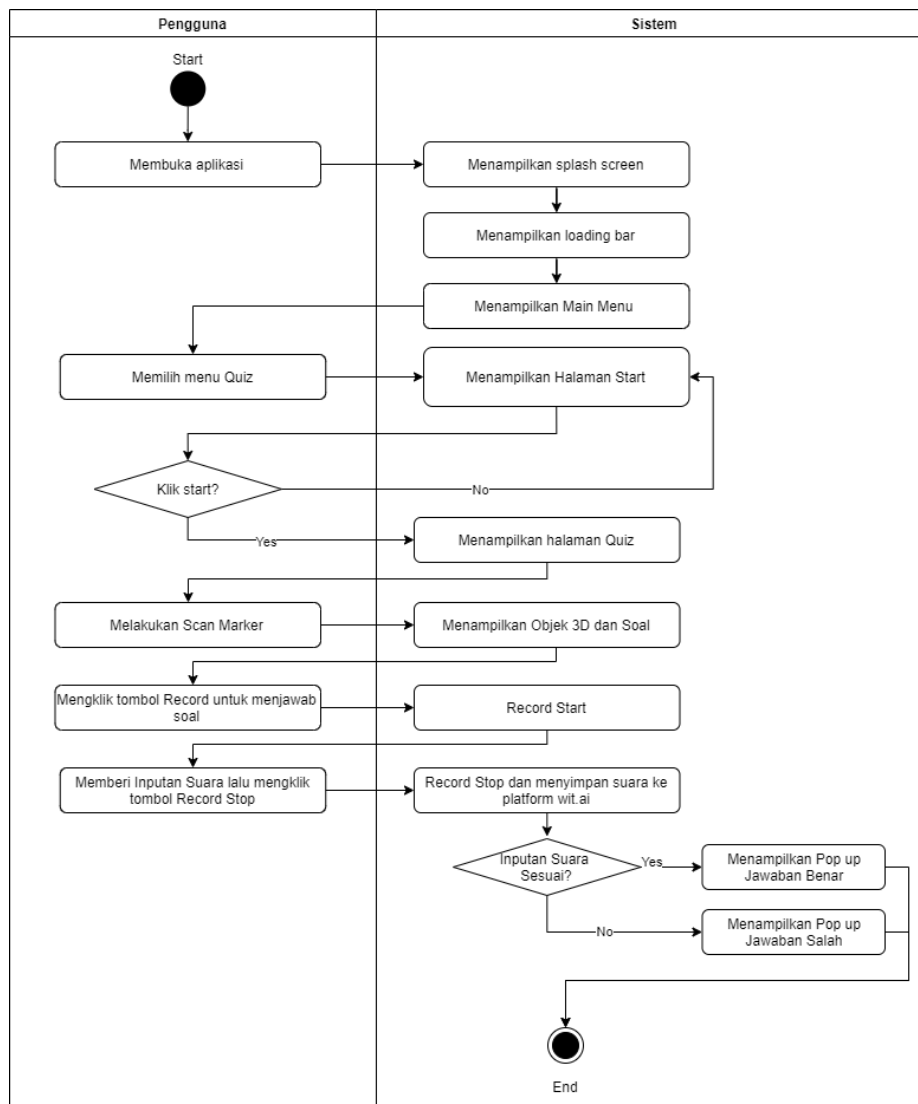 Pengguna
Sistem
Start
Membuka aplikasi
Menampilkan splash screen
Menampilkan loading bar
Menampilkan Main Menu
Memilih menu Quiz
Menampilkan Halaman Start
Klik start?
No
Yes
Menampilkan halaman Quiz
Melakukan Scan Marker
Menampilkan Objek 3D dan Soal
Mengklik tombol Record untuk menjawab
soal
Record Start
Memberi Inputan Suara lalu mengklik
tombol Record Stop
Record Stop dan menyimpan suara ke
platform wit.ai
Inputan Suara
Sesuai?
Yes
Menampilkan Pop up
Jawaban Benar
No
Menampilkan Pop up
Jawaban Salah
End